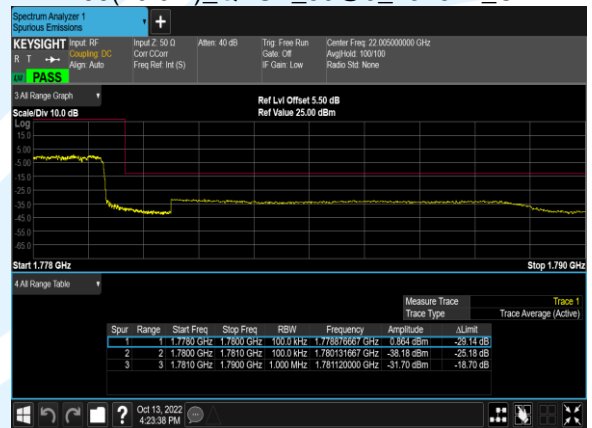 Spectrum Analyzer 1
Spurious Emissions
KEYSIGHT Input: RF Input Z: 50 Ω Atten: 40 dB Trig: Free Run Center Freq: 22.005000000 GHz
R T Coupling: DC Corr CCorr Gate: Off Avg|Hold: 100/100
Align: Auto Freq Ref: Int (S) IF Gain: Low Radio Std: None
PASS
3 All Range Graph
Ref Lvl Offset 5.50 dB
Scale/Div 10.0 dB Ref Value 25.00 dBm
Log
15.0
5.00
-5.00
-15.0
-25.0
-35.0
-45.0
-55.0
-65.0
Start 1.778 GHz Stop 1.790 GHz
4 All Range Table
Measure Trace Trace 1
Trace Type Trace Average (Active)
Spur Range Start Freq Stop Freq RBW Frequency Amplitude ΔLimit
1 1 1.7780 GHz 1.7800 GHz 100.0 kHz 1.778876667 GHz 0.864 dBm -29.14 dB
2 2 1.7800 GHz 1.7810 GHz 100.0 kHz 1.780131667 GHz -38.18 dBm -25.18 dB
3 3 1.7810 GHz 1.7900 GHz 1.000 MHz 1.781120000 GHz -31.70 dBm -18.70 dB
? Oct 13, 2022
4:23:38 PM